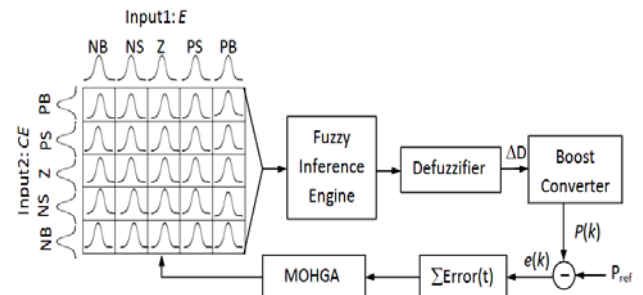 Input1: E
NB NS Z PS PB
Input2: CE
PB
PS
Z
NS
NB
Fuzzy
Inference
Engine
Defuzzifier
ΔD
Boost
Converter
P(k)
MOHGA
∑Error(t)
e(k)
−
Pref